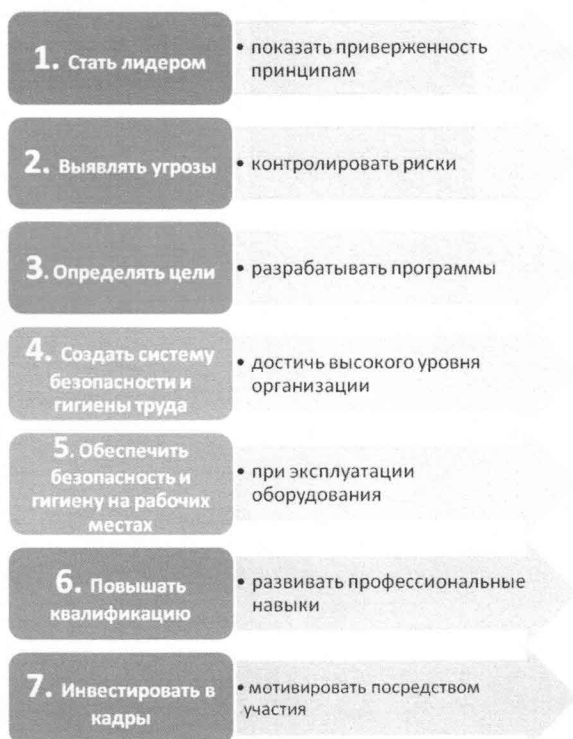 1. Стать лидером
• показать приверженность
принципам
2. Выявлять угрозы
• контролировать риски
3. Определять цели
• разрабатывать программы
4. Создать систему
безопасности и
гигиены труда
• достичь высокого уровня
организации
5. Обеспечить
безопасность и
гигиену на рабочих
местах
• при эксплуатации
оборудования
6. Повышать
квалификацию
• развивать профессиональные
навыки
7. Инвестировать в
кадры
• мотивировать посредством
участия